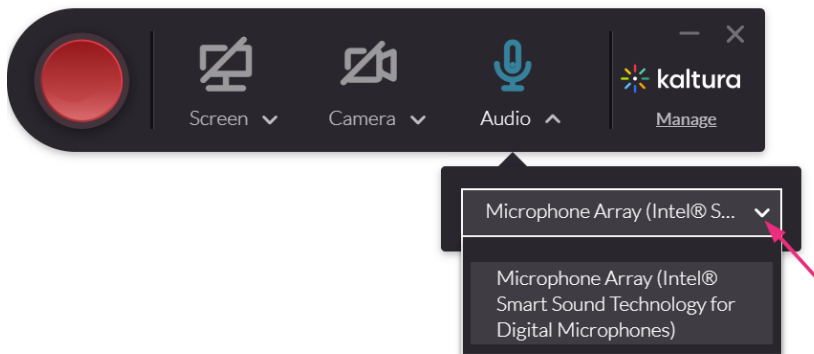 Screen
Camera
Audio
kaltura
Manage
Microphone Array (Intel® S...
Microphone Array (Intel®
Smart Sound Technology for
Digital Microphones)